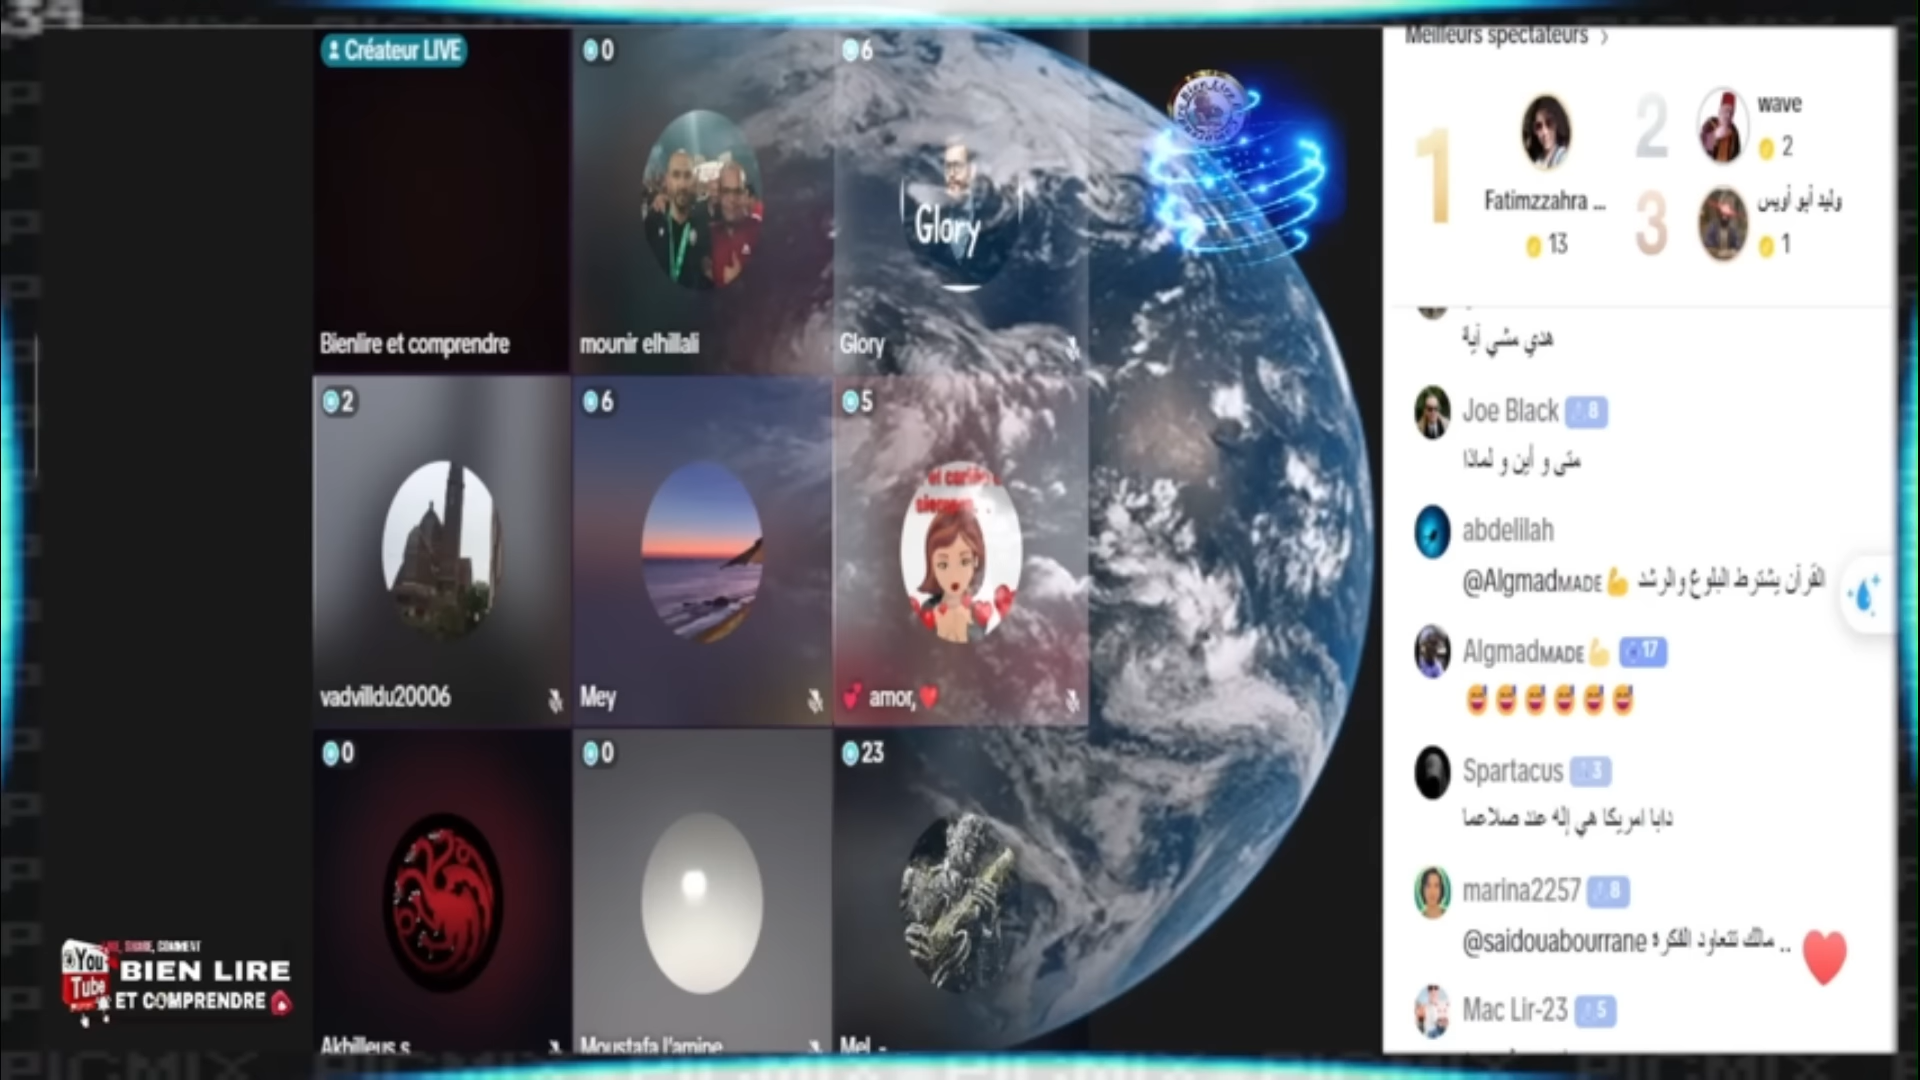 Créateur LIVE
0
6
Glory
Bienlire et comprendre
mounir elhillali
Glory
2
6
5
vadvilldu20006
Mey
amor,
0
0
23
Akhilleus s
Moustafa l'amine
Mel -
You
Tube
BIEN LIRE
ET COMPRENDRE
Meilleurs spectateurs
1
Fatimzzahra ...
13
2
wave
2
3
وليد أبو أويس
1
هدي مشي آية
Joe Black 8
متى و أين و لماذا
abdelilah
@AlgmadMADE💪 القرآن يشترط البلوغ والرشد
AlgmadMADE💪 17
😅😅😅😅😅😅
Spartacus 3
دابا امريكا هي إله عند صلاعما
marina2257 8
@saidouabourrane مالك تتعاود الفكره ..
Mac Lir-23 5
PICMIX